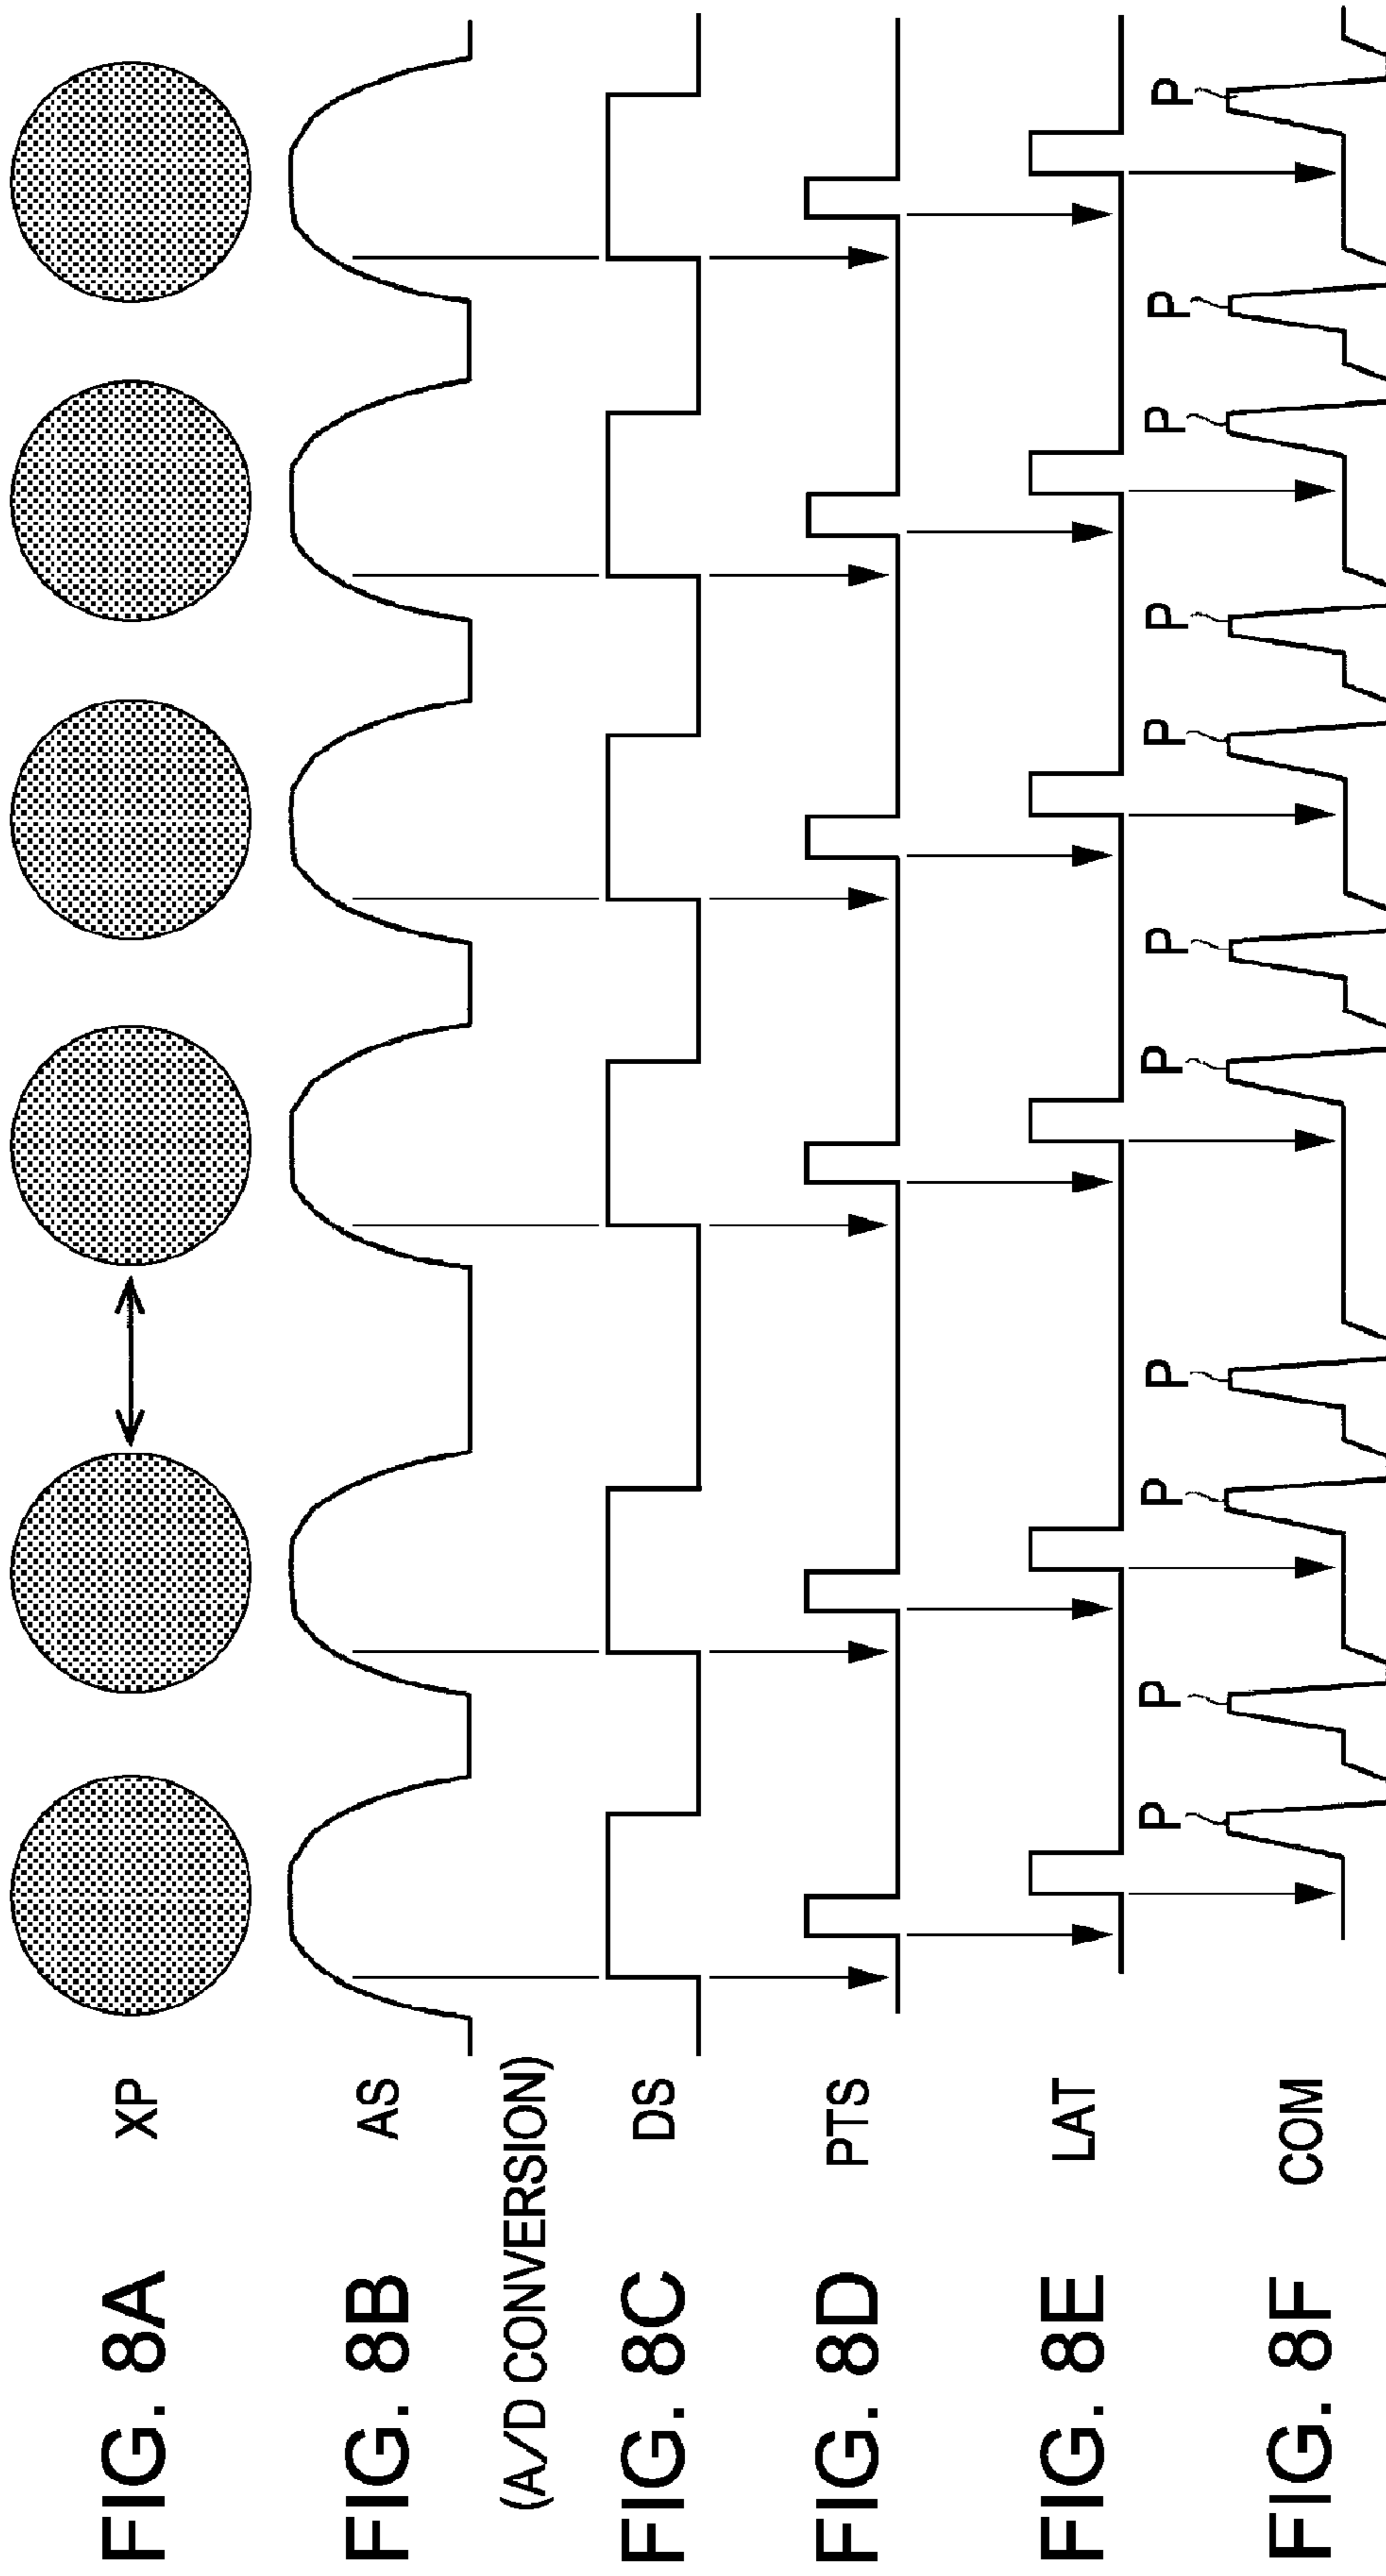 FIG. 8A XP
FIG. 8B AS
(A/D CONVERSION)
FIG. 8C DS
FIG. 8D PTS
FIG. 8E LAT
FIG. 8F COM
P P P P P P P P P P P